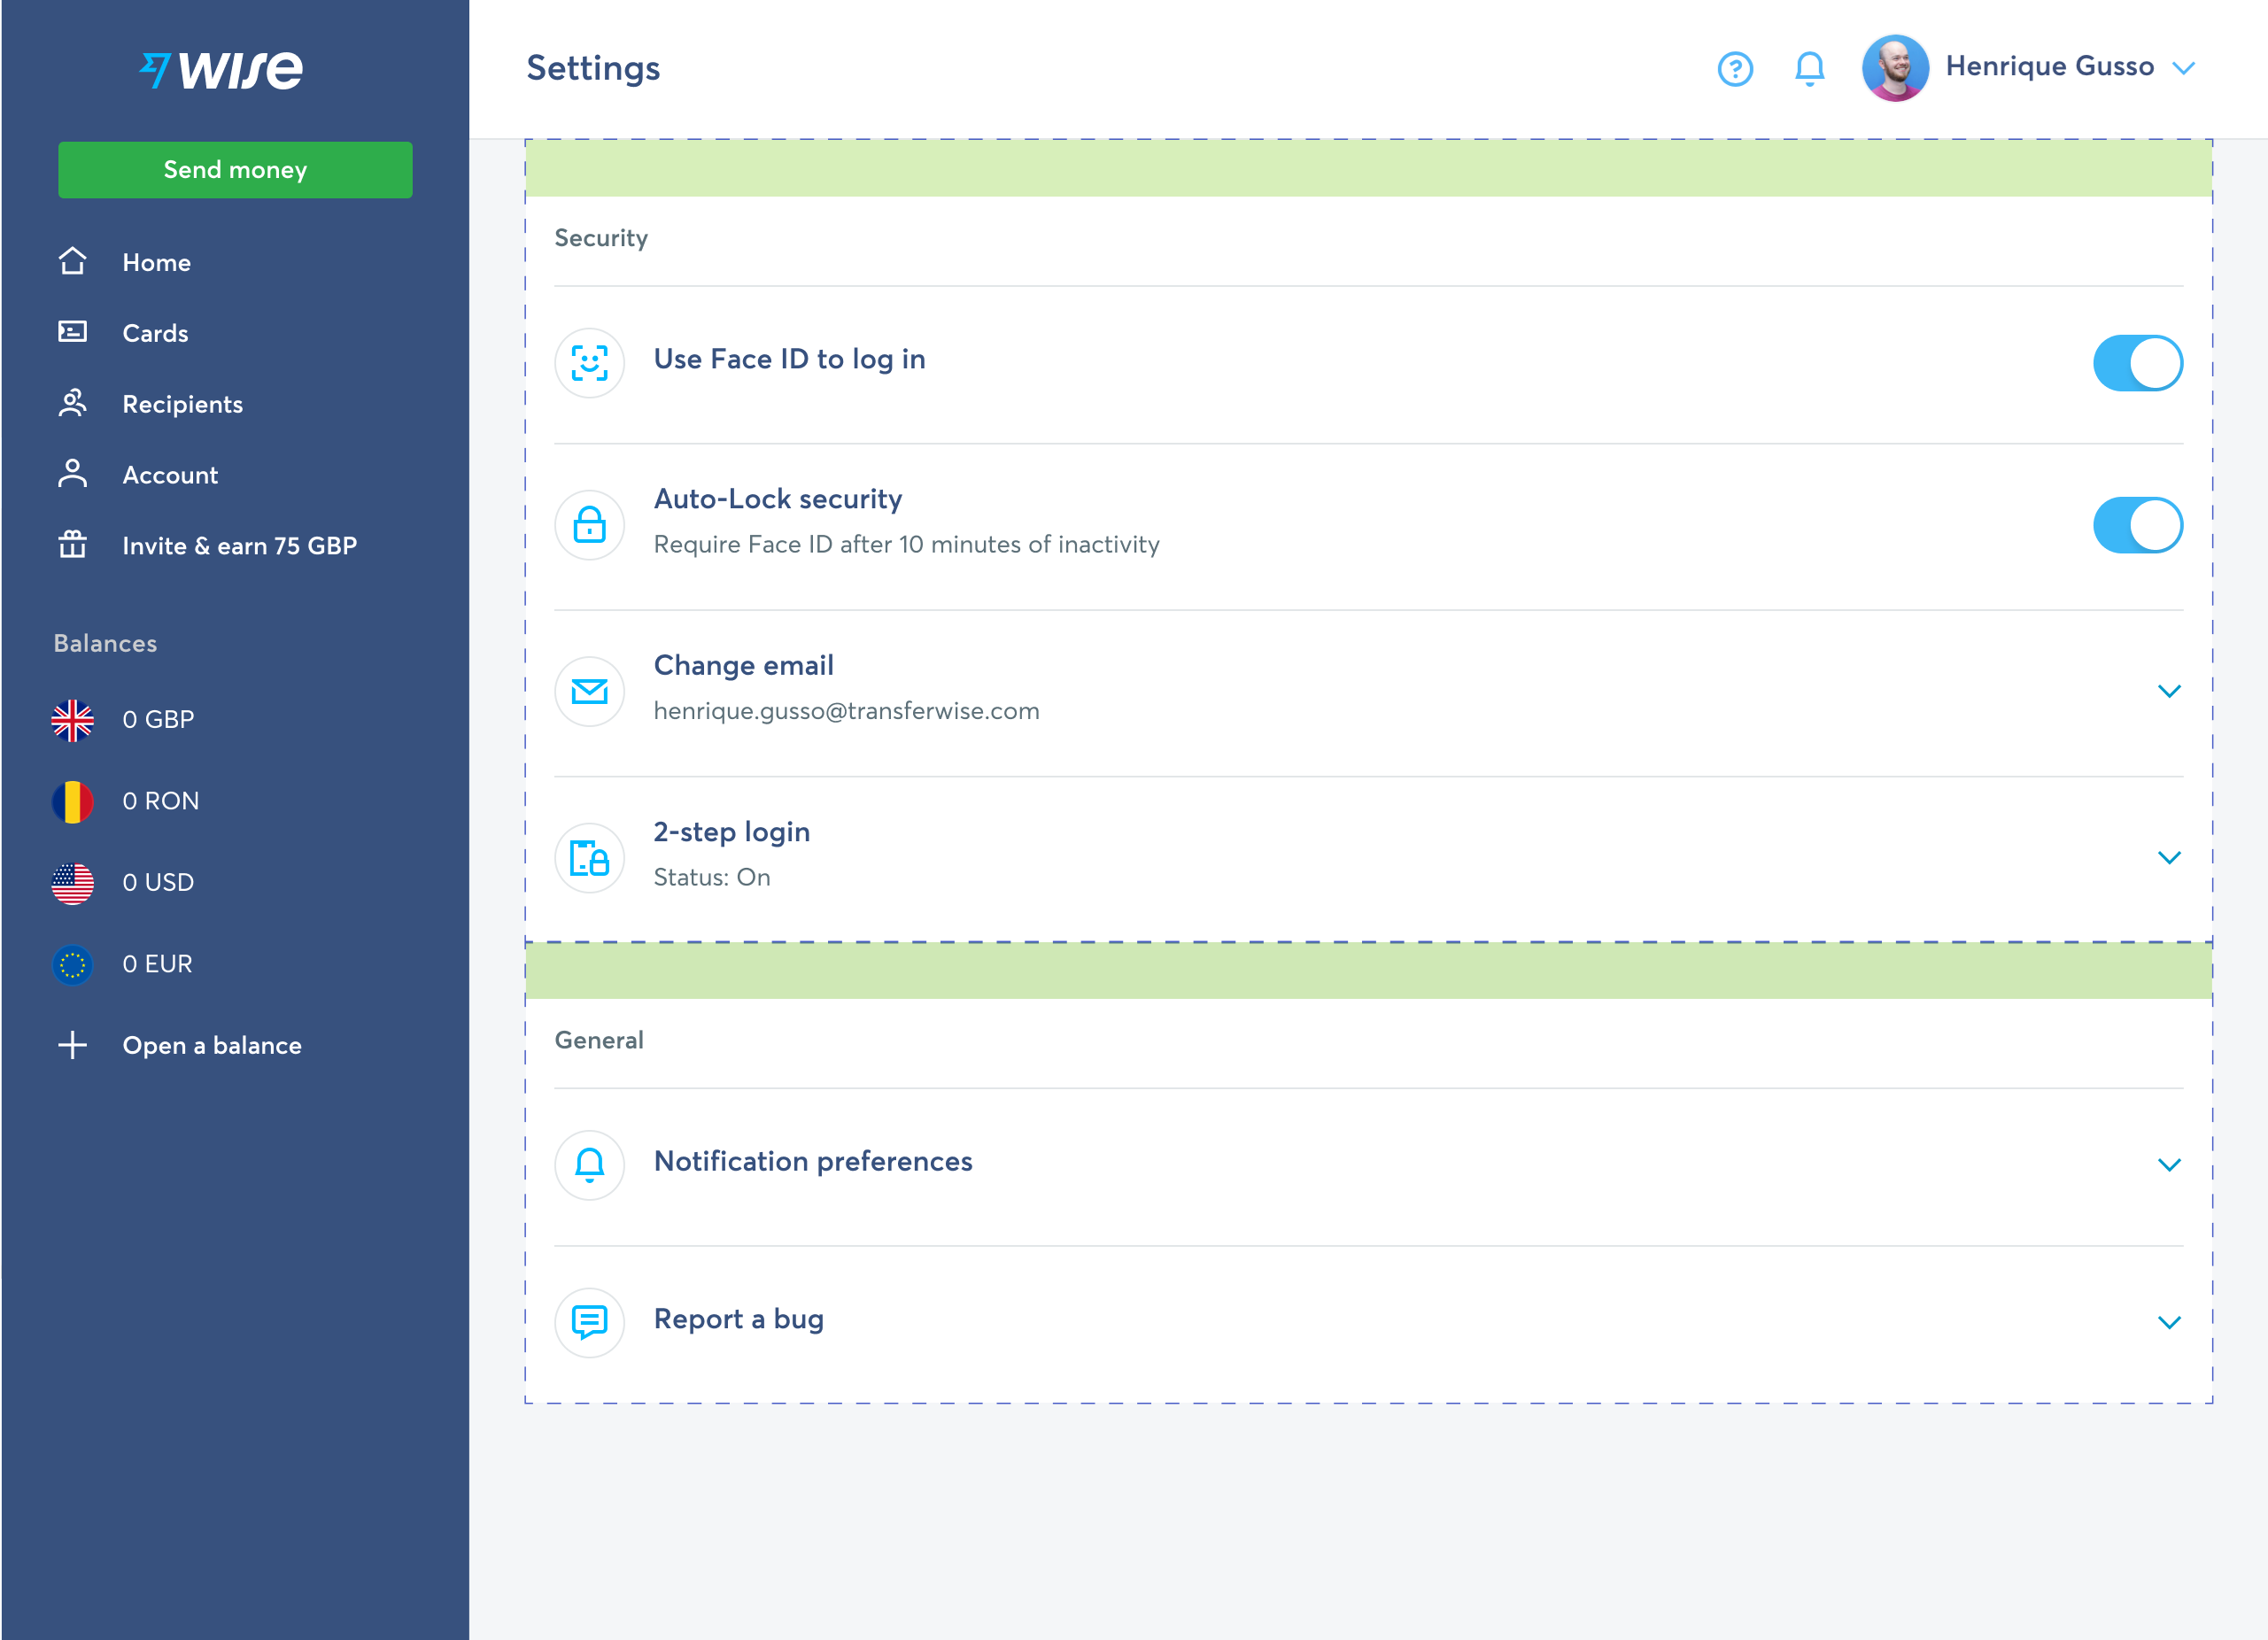 wise
Send money
Home
Cards
Recipients
Account
Invite & earn 75 GBP
Balances
0 GBP
0 RON
0 USD
0 EUR
Open a balance
Settings
?
Henrique Gusso
Security
Use Face ID to log in
Auto-Lock security
Require Face ID after 10 minutes of inactivity
Change email
henrique.gusso@transferwise.com
2-step login
Status: On
General
Notification preferences
Report a bug